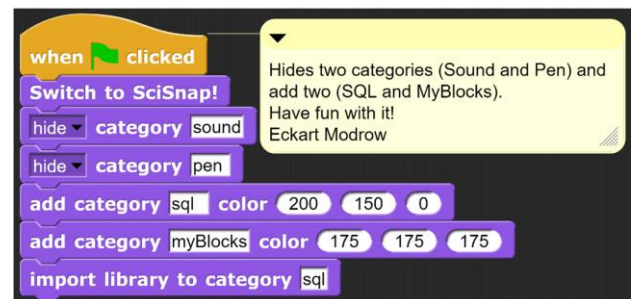 when clicked
Switch to SciSnap!
hide category sound
hide category pen
add category sql color 200 150 0
add category myBlocks color 175 175 175
import library to category sql
Hides two categories (Sound and Pen) and
add two (SQL and MyBlocks).
Have fun with it!
Eckart Modrow